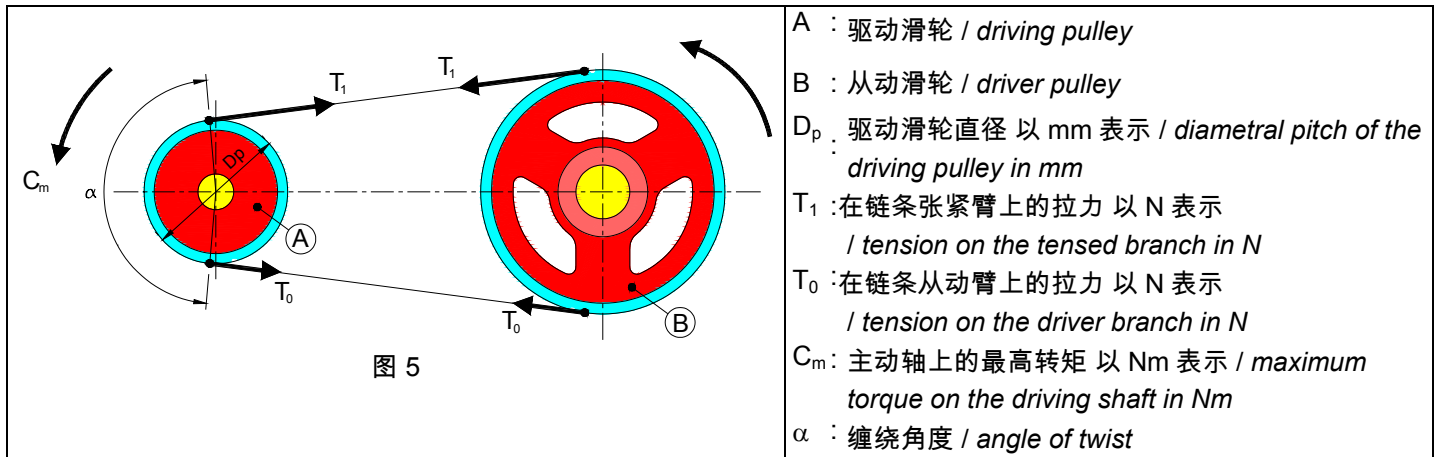 T₁
T₁
Cₘ
α
Dp
A
T₀
T₀
B
图 5
A : 驱动滑轮 / driving pulley
B : 从动滑轮 / driver pulley
Dₚ : 驱动滑轮直径 以 mm 表示 / diametral pitch of the
driving pulley in mm
T₁ :在链条张紧臂上的拉力 以 N 表示
/ tension on the tensed branch in N
T₀ :在链条从动臂上的拉力 以 N 表示
/ tension on the driver branch in N
Cₘ: 主动轴上的最高转矩 以 Nm 表示 / maximum
torque on the driving shaft in Nm
α : 缠绕角度 / angle of twist